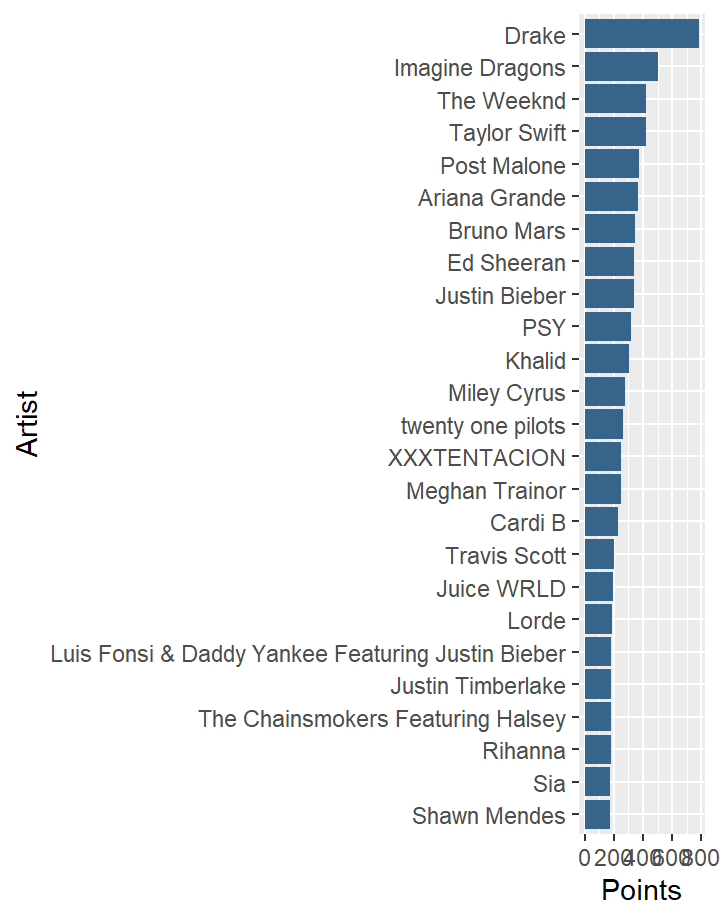 Drake
Imagine Dragons
The Weeknd
Taylor Swift
Post Malone
Ariana Grande
Bruno Mars
Ed Sheeran
Justin Bieber
PSY
Khalid
Miley Cyrus
twenty one pilots
XXXTENTACION
Meghan Trainor
Cardi B
Travis Scott
Juice WRLD
Lorde
Luis Fonsi & Daddy Yankee Featuring Justin Bieber
Justin Timberlake
The Chainsmokers Featuring Halsey
Rihanna
Sia
Shawn Mendes
Artist
0 200 400 600 800
Points